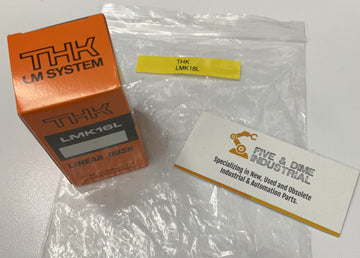 THK
LM SYSTEM
THK
LMK16L
LINEAR BUSH
THK
LMK16L
FIVE & DIME
INDUSTRIAL
Specializing in New, Used and Obsolete
Industrial & Automation Parts.